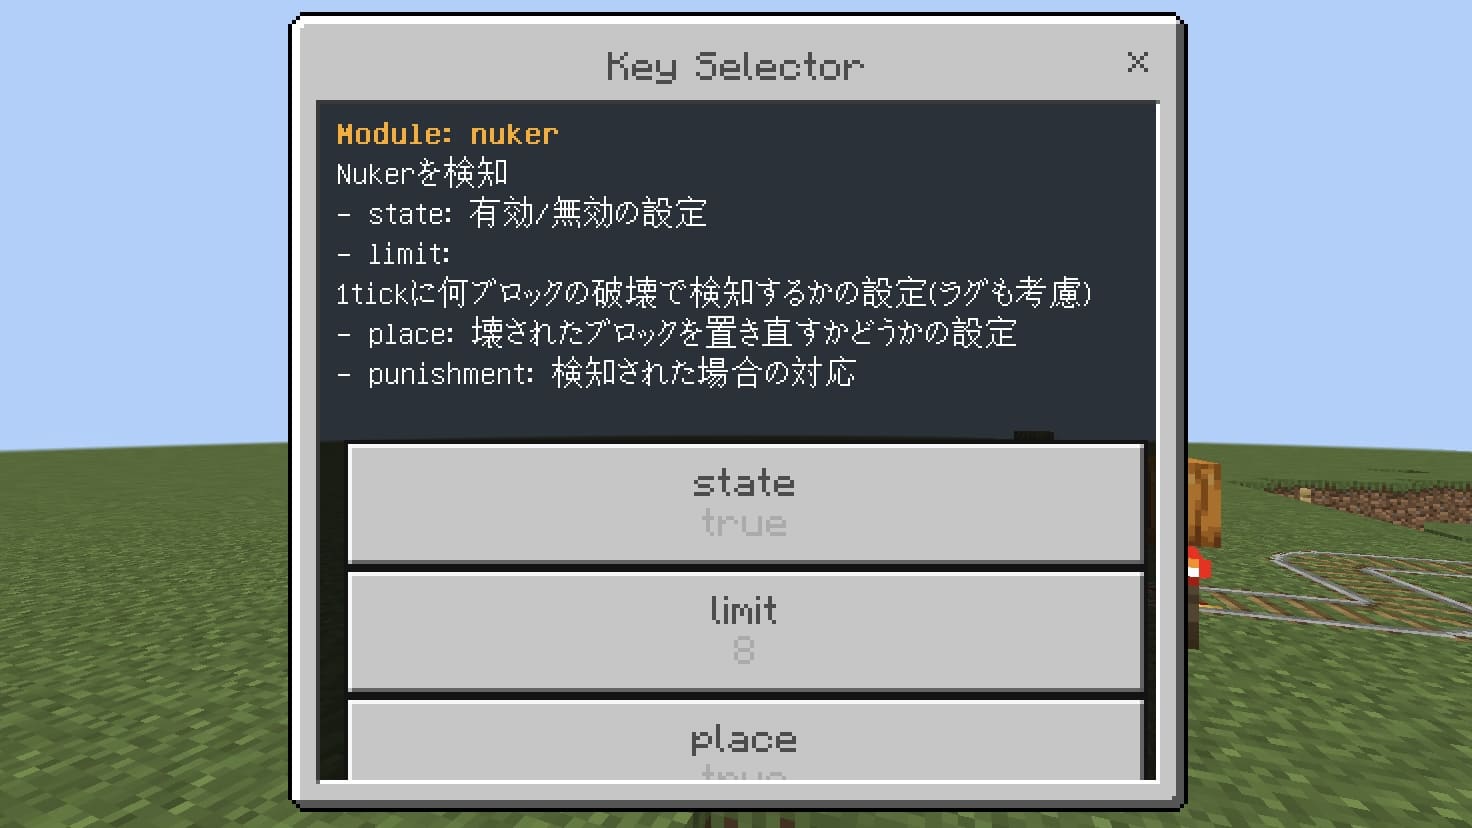 Key Selector
Module: nuker
Nukerを検知
- state: 有効/無効の設定
- limit:
1tickに何ブロックの破壊で検知するかの設定(ラグも考慮)
- place: 壊されたブロックを置き直すかどうかの設定
- punishment: 検知された場合の対応
state
true
limit
8
place
true